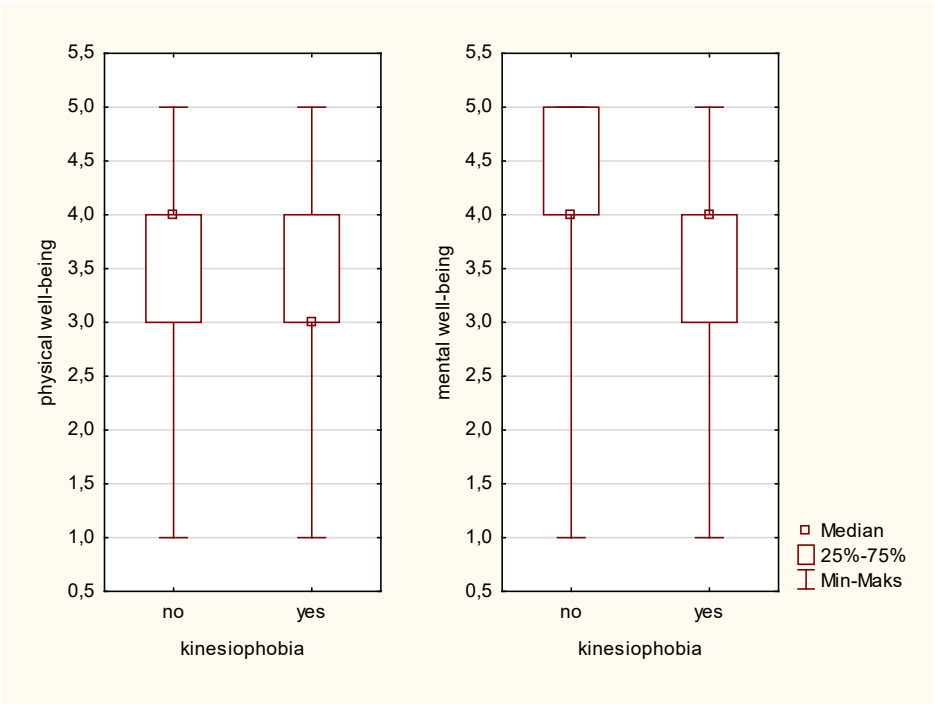 5,5
5,0
4,5
4,0
3,5
3,0
2,5
2,0
1,5
1,0
0,5
physical well-being
no yes
kinesiophobia
5,5
5,0
4,5
4,0
3,5
3,0
2,5
2,0
1,5
1,0
0,5
mental well-being
no yes
kinesiophobia
Median
25%-75%
Min-Maks